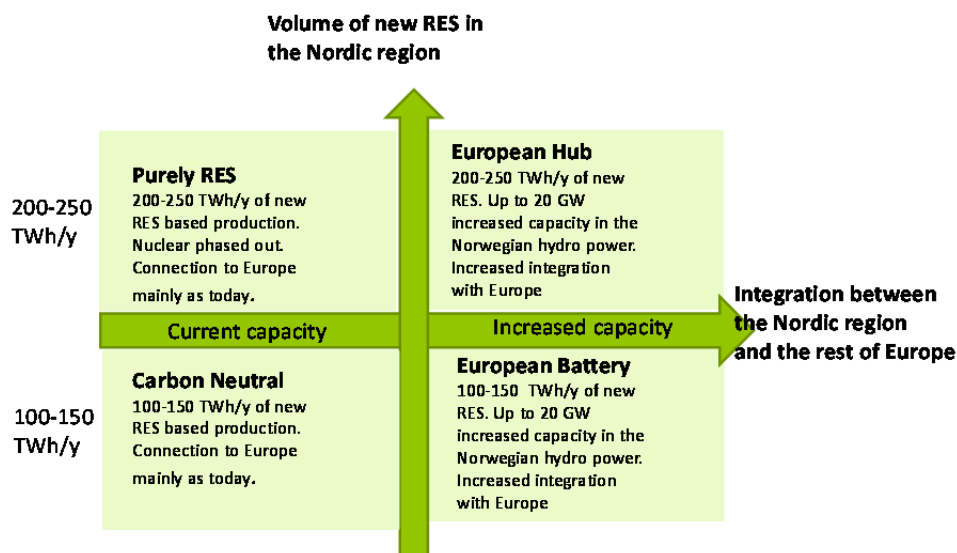 Volume of new RES in
the Nordic region
200-250
TWh/y
Purely RES
200-250 TWh/y of new
RES based production.
Nuclear phased out.
Connection to Europe
mainly as today.
European Hub
200-250 TWh/y of new
RES. Up to 20 GW
increased capacity in the
Norwegian hydro power.
Increased integration
with Europe
Current capacity
Increased capacity
Integration between
the Nordic region
and the rest of Europe
100-150
TWh/y
Carbon Neutral
100-150 TWh/y of new
RES based production.
Connection to Europe
mainly as today.
European Battery
100-150 TWh/y of new
RES. Up to 20 GW
increased capacity in the
Norwegian hydro power.
Increased integration
with Europe